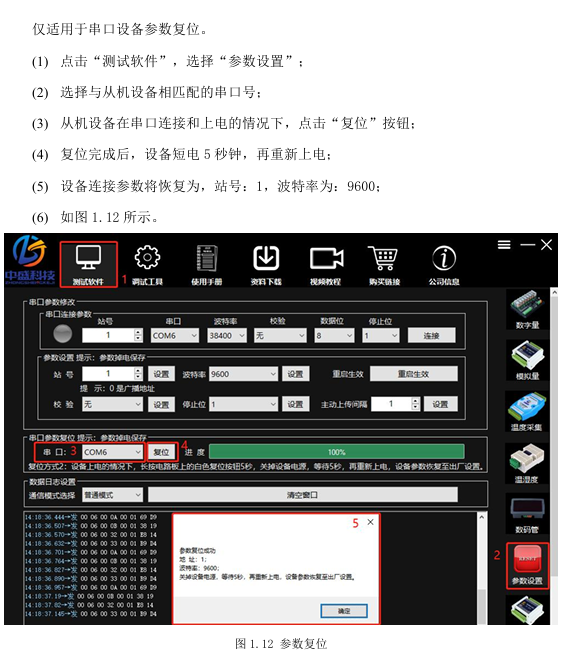 仅适用于串口设备参数复位。
(1) 点击“测试软件”，选择“参数设置”；
(2) 选择与从机设备相匹配的串口号；
(3) 从机设备在串口连接和上电的情况下，点击“复位”按钮；
(4) 复位完成后，设备短电 5 秒钟，再重新上电；
(5) 设备连接参数将恢复为，站号：1，波特率为：9600；
(6) 如图 1.12 所示。
中盛科技
测试软件 1 调试工具 使用手册 资料下载 视频教程 购买链接 公司信息
串口参数修改
串口连接参数
站号 串口 波特率 校验 数据位 停止位
1 COM6 38400 无 8 1 连接
参数设置 提示：参数掉电保存
站 号 1 设置 波特率 9600 设置 重启生效 重启生效
提 示：0 是广播地址
校 验 无 设置 停止位 1 设置 主动上传间隔 1 设置
串口参数复位 提示：参数掉电保存
串 口: 3 COM6 复位 4 进 度 100%
复位方式2：设备上电的情况下，长按电路板上的白色复位按钮5秒，关掉设备电源，等待5秒，再重新上电，设备参数恢复至出厂设置。
数据日志设置
通信模式选择 普通模式 清空窗口
14:18:36.444→发 00 06 00 0A 00 01 69 D9
14:18:36.507→发 00 06 00 0B 00 01 38 19
14:18:36.570→发 00 06 00 32 00 01 E8 14
14:18:36.632→发 00 06 00 33 00 01 B9 D4
14:18:36.701→发 00 06 00 0A 00 01 69 D9
14:18:36.764→发 00 06 00 0B 00 01 38 19
14:18:36.827→发 00 06 00 32 00 01 E8 14
14:18:36.890→发 00 06 00 33 00 01 B9 D4
14:18:36.957→发 00 06 00 0A 00 01 69 D9
14:18:37.19→发 00 06 00 0B 00 01 38 19
14:18:37.82→发 00 06 00 32 00 01 E8 14
14:18:37.145→发 00 06 00 33 00 01 B9 D4
5
参数复位成功
地 址：1；
波特率：9600；
关掉设备电源，等待5秒，再重新上电，设备参数恢复至出厂设置。
确定
数字量
模拟量
温度采集
温湿度
数码管
2
RESET
参数设置
图 1.12 参数复位